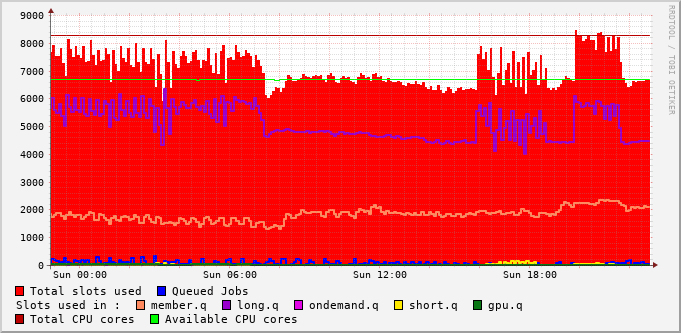 9000
8000
7000
6000
5000
4000
3000
2000
1000
0
Sun 00:00 Sun 06:00 Sun 12:00 Sun 18:00
RRDTOOL / TOBI OETIKER
Total slots used Queued Jobs
Slots used in : member.q long.q ondemand.q short.q gpu.q
Total CPU cores Available CPU cores